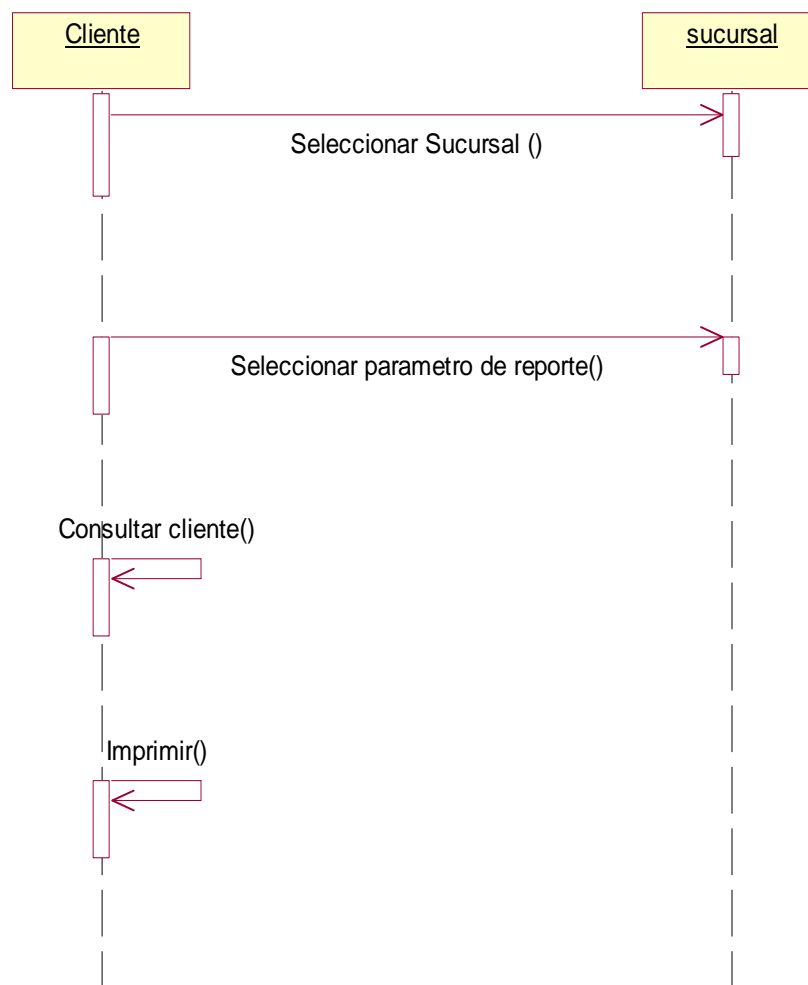 Cliente
sucursal
Seleccionar Sucursal ()
Seleccionar parametro de reporte()
Consultar cliente()
Imprimir()